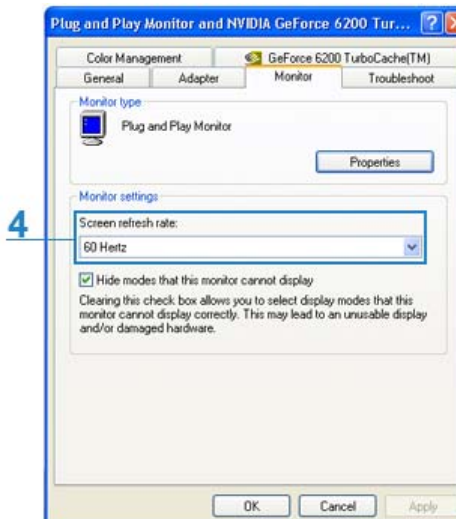 Plug and Play Monitor and NVIDIA GeForce 6200 Tur...
Color Management
GeForce 6200 TurboCache(TM)
General
Adapter
Monitor
Troubleshoot
Monitor type
Plug and Play Monitor
Properties
Monitor settings
4
Screen refresh rate:
60 Hertz
Hide modes that this monitor cannot display
Clearing this check box allows you to select display modes that this
monitor cannot display correctly. This may lead to an unusable display
and/or damaged hardware.
OK
Cancel
Apply